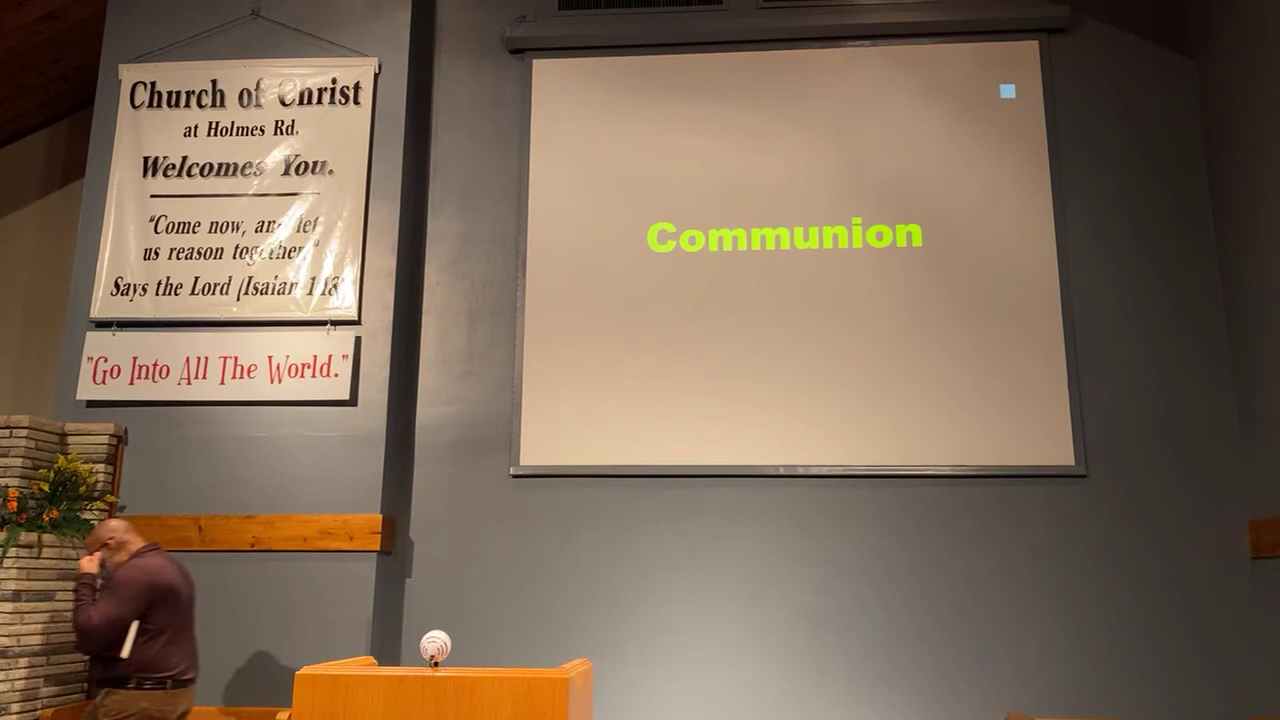 Church of Christ
at Holmes Rd.
Welcomes You.
"Come now, and let
us reason together,"
Says the Lord (Isaiah 1:18)
"Go Into All The World."
Communion